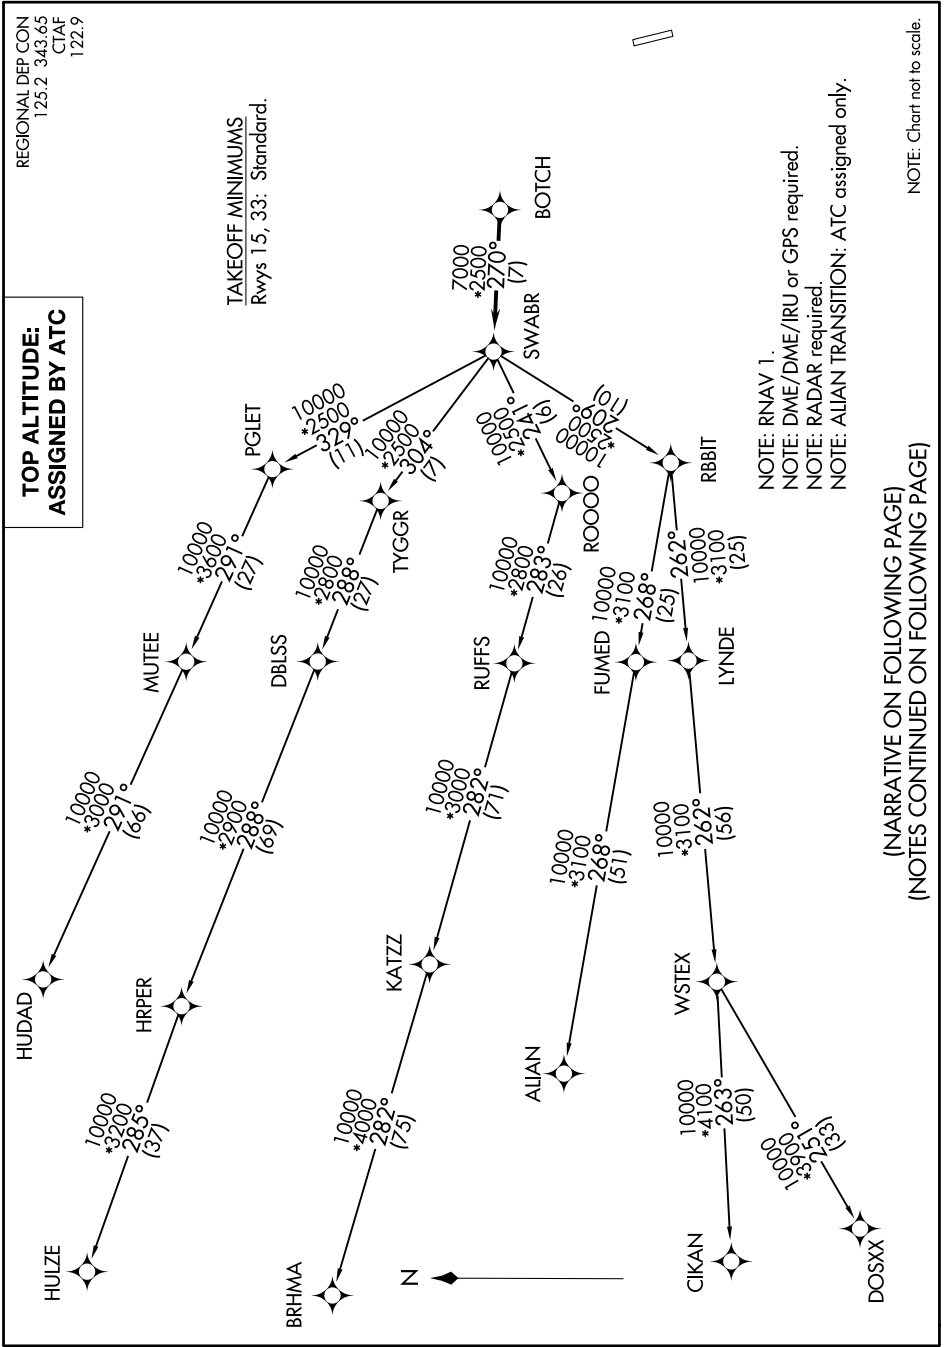 TOP ALTITUDE:
ASSIGNED BY ATC
REGIONAL DEP CON
125.2 343.65
CTAF
122.9
TAKEOFF MINIMUMS
Rwys 15, 33: Standard.
HULZE
10000
*3200
285°
(37)
HRPER
10000
*2900
288°
(69)
DBLSS
10000
*2800
288°
(27)
TYGGR
10000
*2500
304°
(7)
HUDAD
10000
*3000
291°
(66)
MUTEE
10000
*3600
291°
(27)
PGLET
10000
*2500
329°
(11)
BRHMA
10000
*4000
282°
(75)
KATZZ
10000
*3000
282°
(71)
RUFFS
10000
*2800
283°
(26)
ROOOO
10000
*2500
241°
(9)
SWABR
7000
*2500
270°
(7)
BOTCH
N
ALIAN
10000
*3100
268°
(51)
FUMED
10000
*3100
268°
(25)
RBBIT
10000
*2500
209°
(10)
CIKAN
10000
*4100
263°
(50)
WSTEX
10000
*3100
262°
(56)
LYNDE
262°
10000
*3100
(25)
DOSXX
10000
*3900
251°
(33)
NOTE: RNAV 1.
NOTE: DME/DME/IRU or GPS required.
NOTE: RADAR required.
NOTE: ALIAN TRANSITION: ATC assigned only.
(NARRATIVE ON FOLLOWING PAGE)
(NOTES CONTINUED ON FOLLOWING PAGE)
NOTE: Chart not to scale.